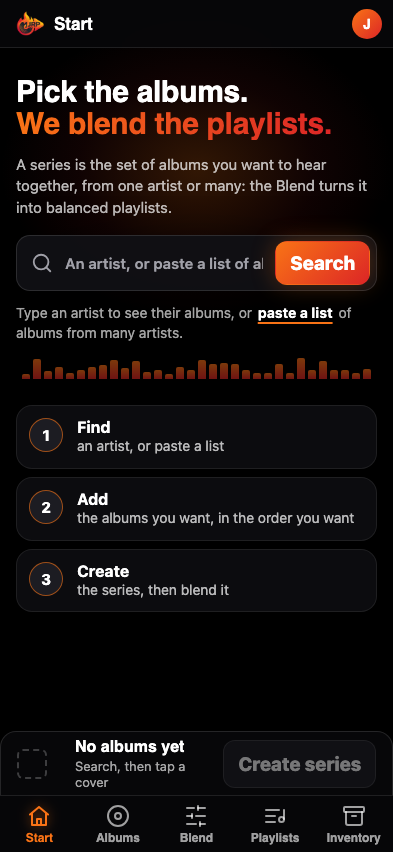 JRP
Start
J
Pick the albums.
We blend the playlists.
A series is the set of albums you want to hear
together, from one artist or many: the Blend turns it
into balanced playlists.
An artist, or paste a list of al
Search
Type an artist to see their albums, or paste a list of
albums from many artists.
1
Find
an artist, or paste a list
2
Add
the albums you want, in the order you want
3
Create
the series, then blend it
No albums yet
Search, then tap a
cover
Create series
Start
Albums
Blend
Playlists
Inventory